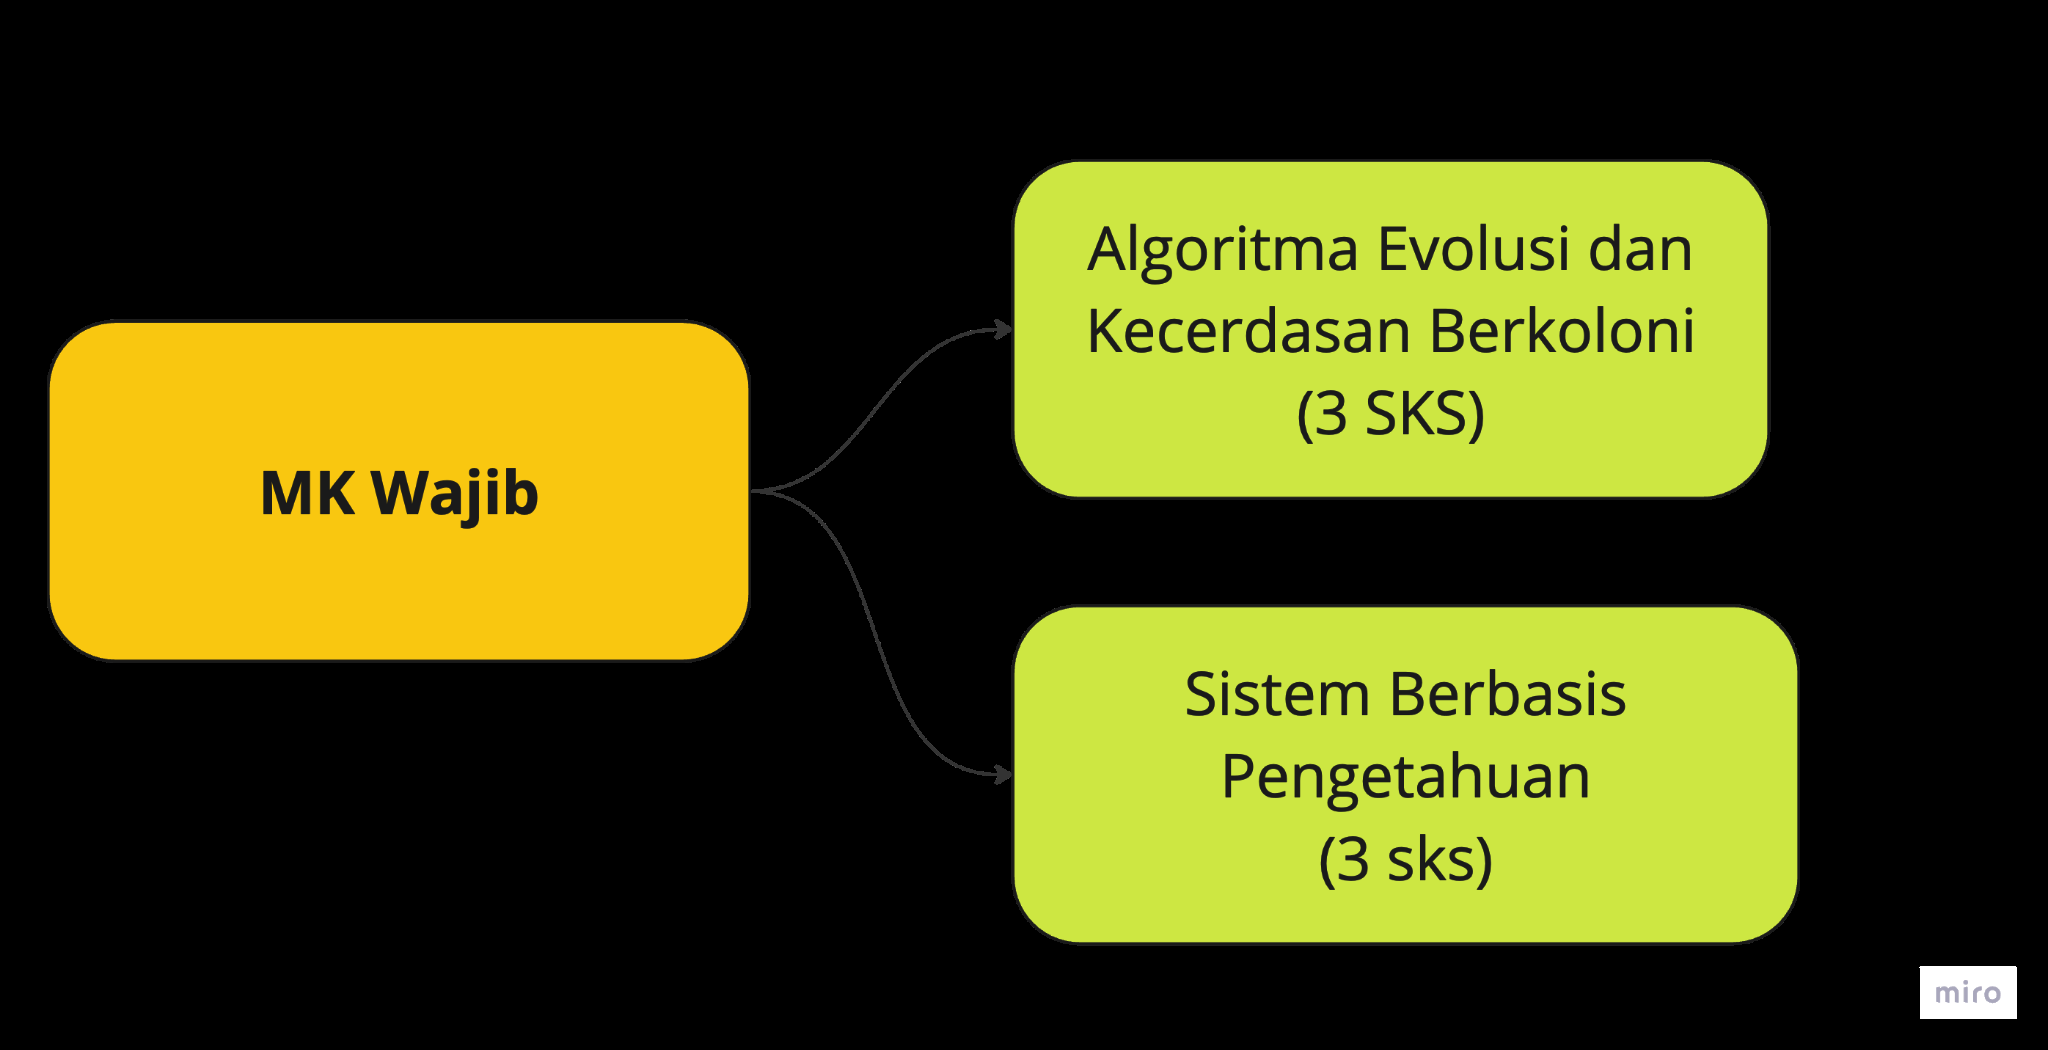 MK Wajib
Algoritma Evolusi dan
Kecerdasan Berkoloni
(3 SKS)
Sistem Berbasis
Pengetahuan
(3 sks)
miro